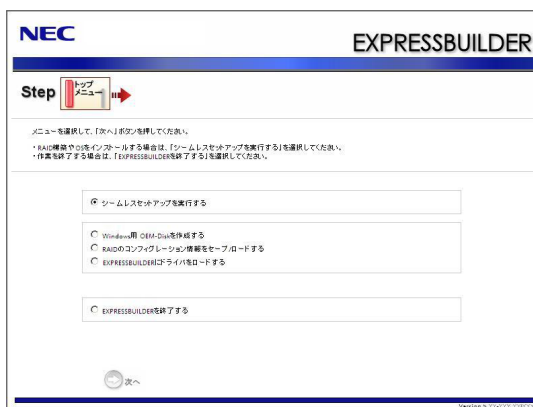 NEC
EXPRESSBUILDER
Step
トップ
メニュー
メニューを選択して、「次へ」ボタンを押してください。
・RAID構築やOSをインストールする場合は、「シームレスセットアップを実行する」を選択してください。
・作業を終了する場合は、「EXPRESSBUILDERを終了する」を選択してください。
シームレスセットアップを実行する
Windows用 OEM-Diskを作成する
RAIDのコンフィグレーション情報をセーブ/ロードする
EXPRESSBUILDERにドライバをロードする
EXPRESSBUILDERを終了する
次へ
Version